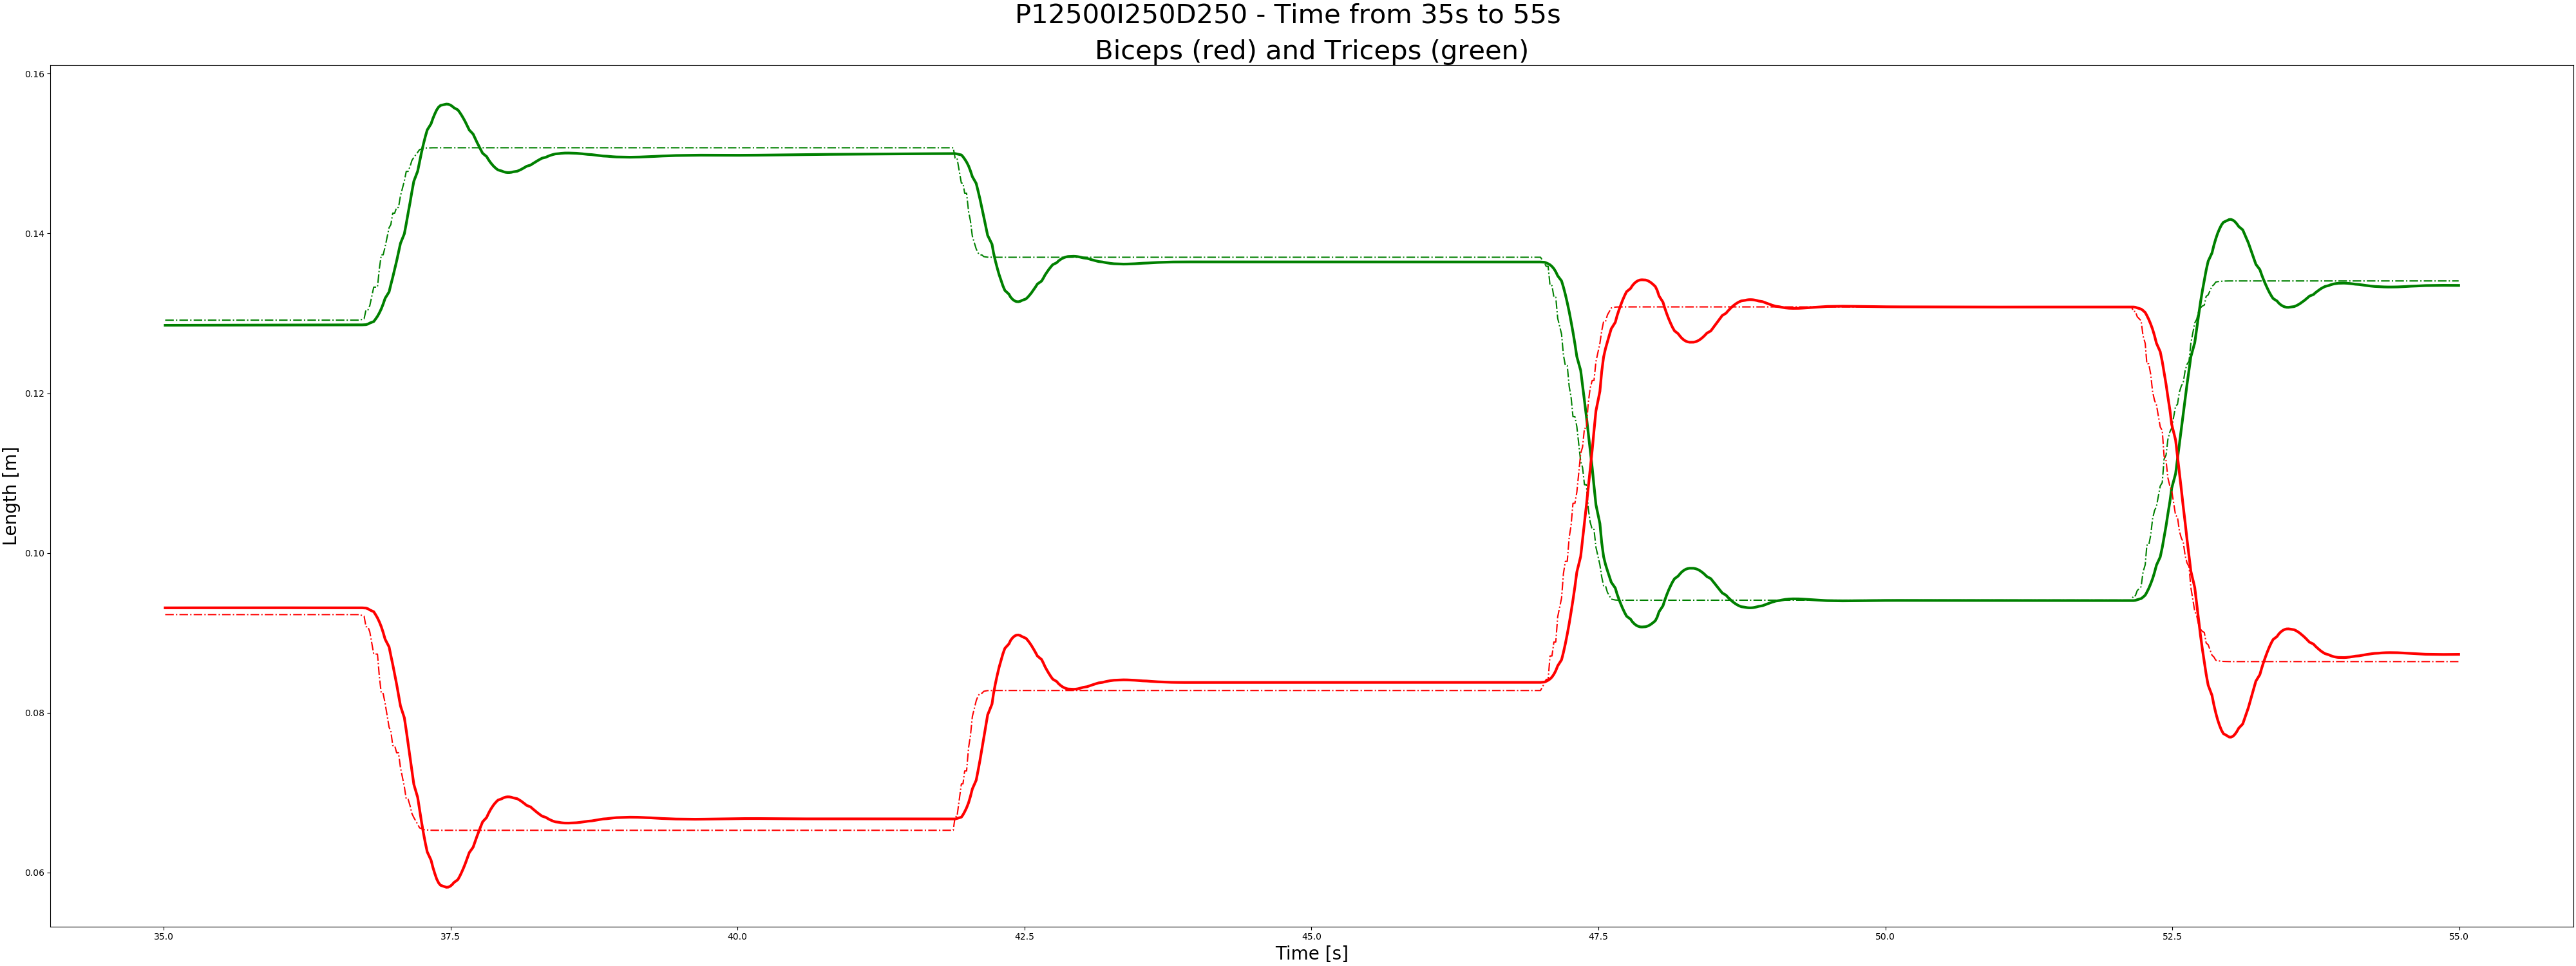 P12500I250D250 - Time from 35s to 55s
Biceps (red) and Triceps (green)
0.16
0.14
0.12
0.10
0.08
0.06
Length [m]
35.0 37.5 40.0 42.5 45.0 47.5 50.0 52.5 55.0
Time [s]